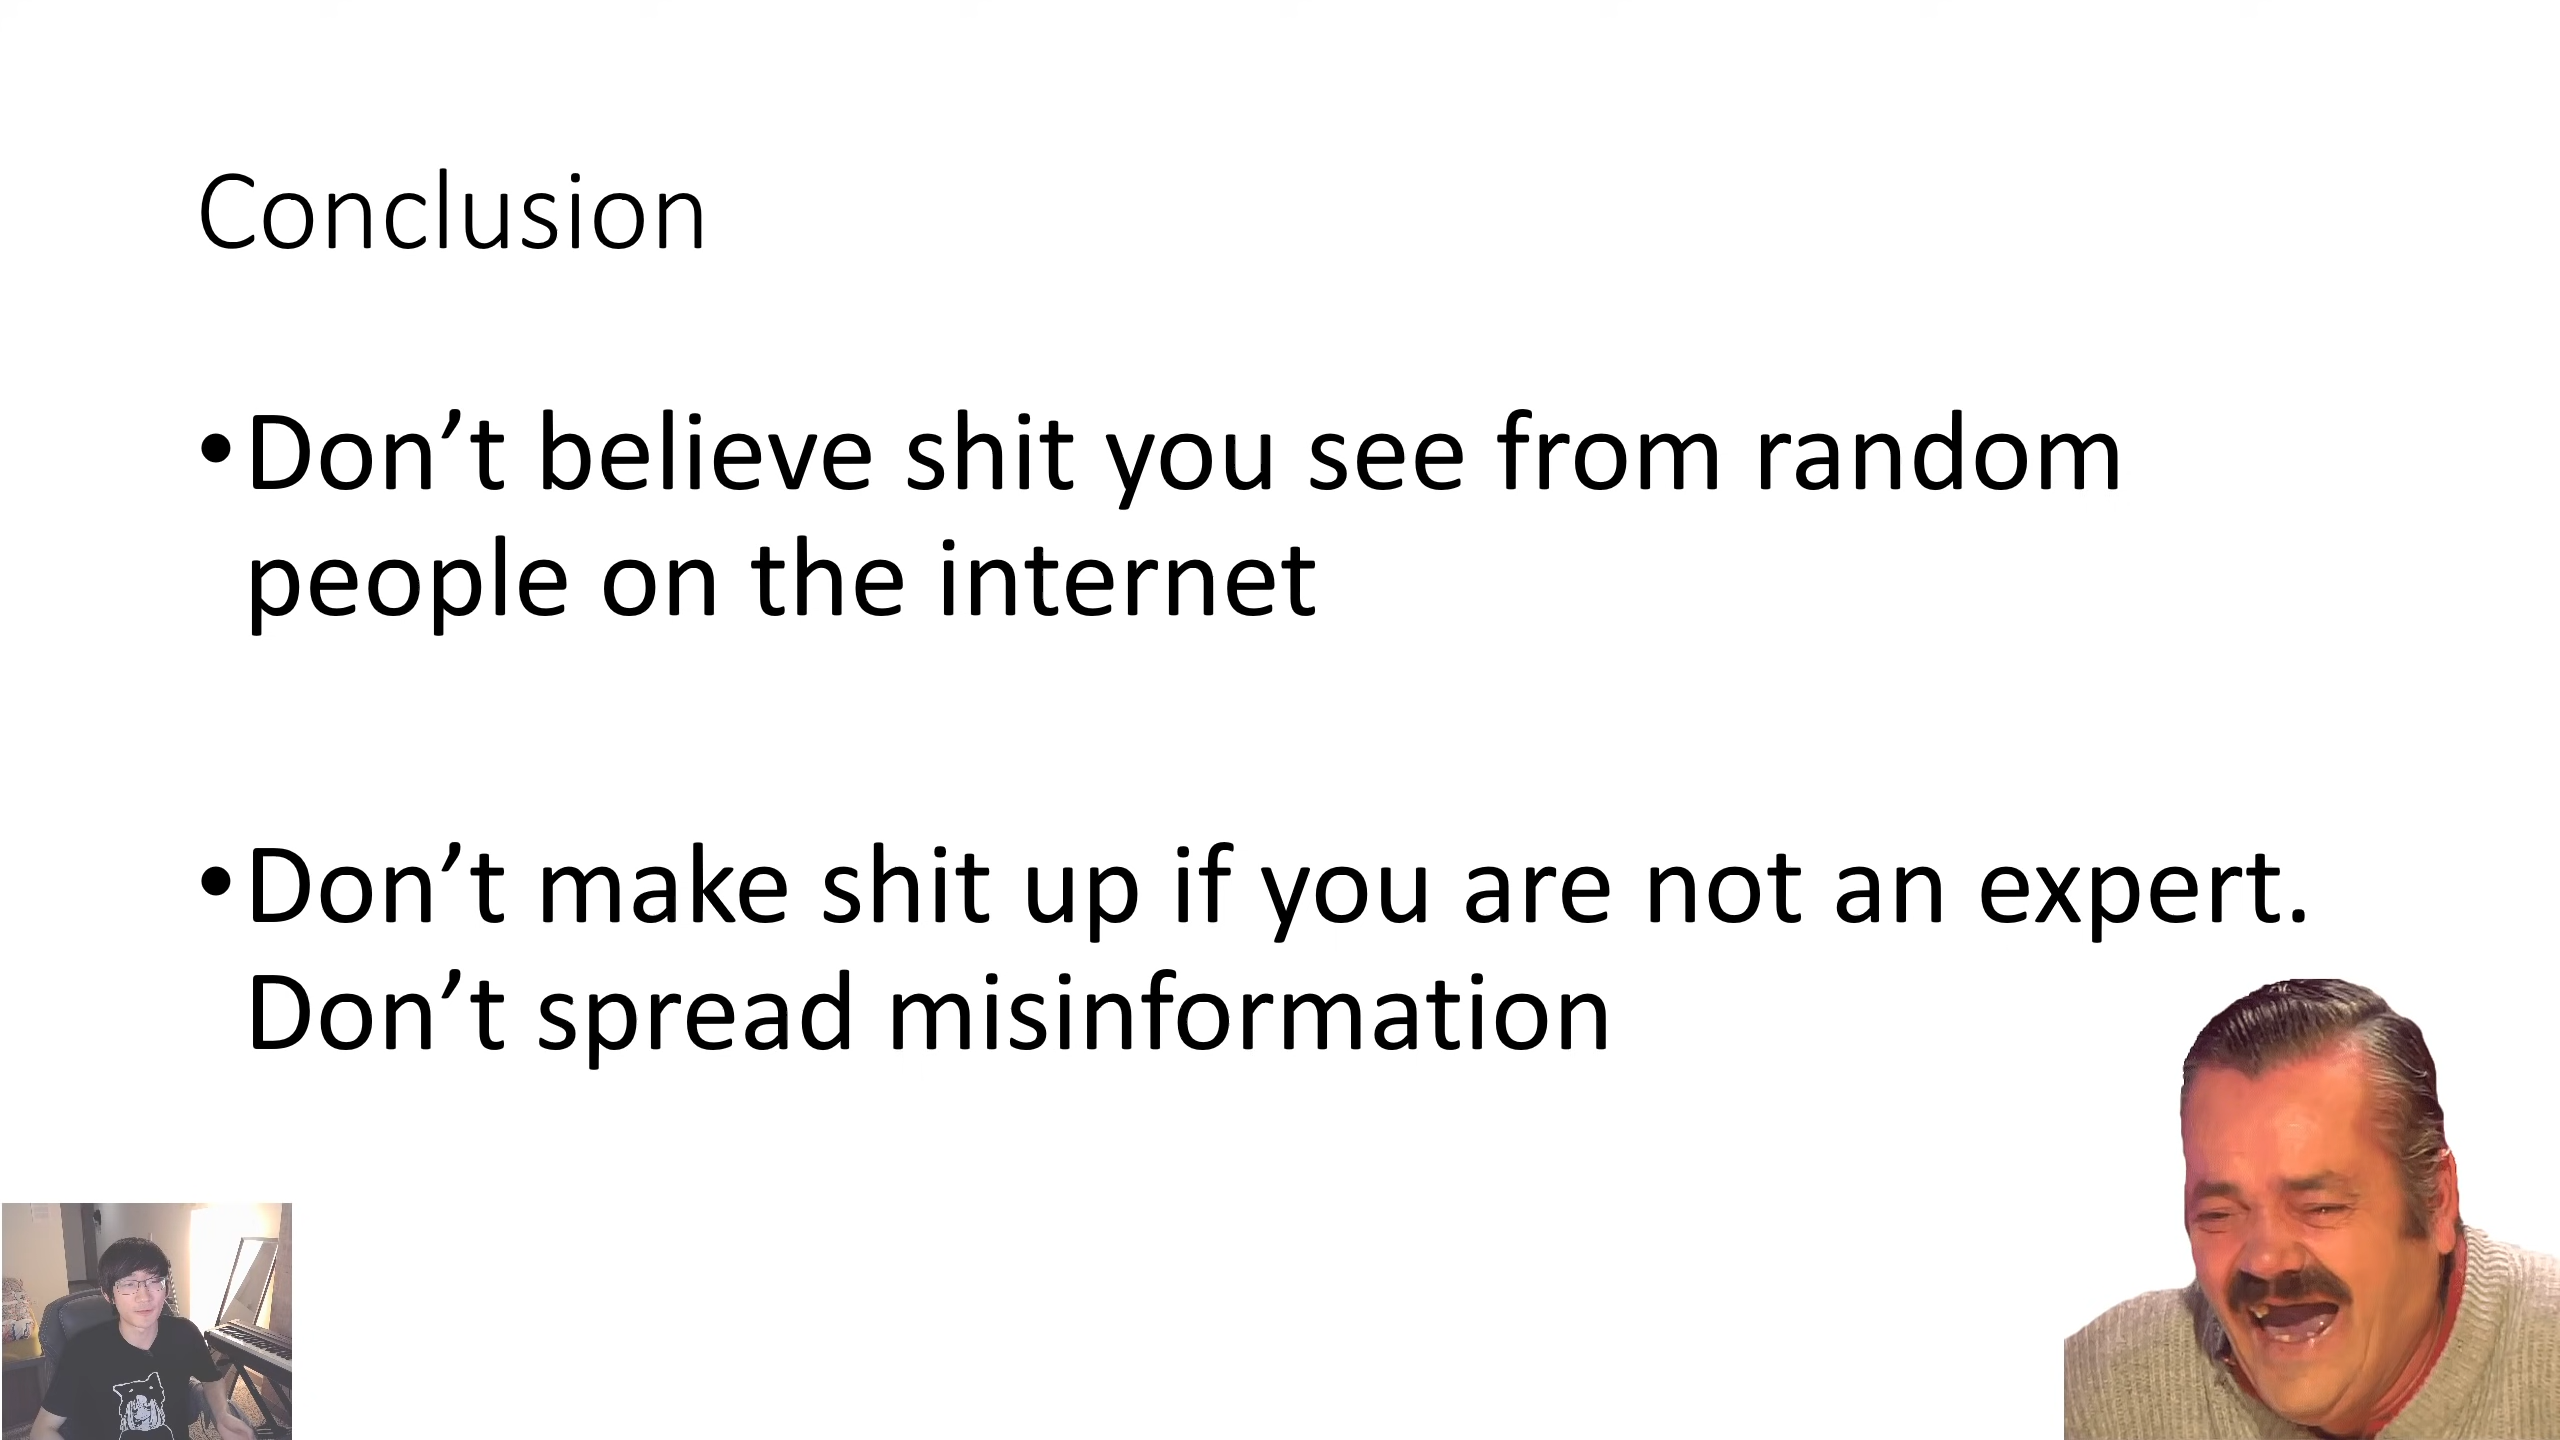 Conclusion
•Don’t believe shit you see from random
people on the internet
•Don’t make shit up if you are not an expert.
Don’t spread misinformation